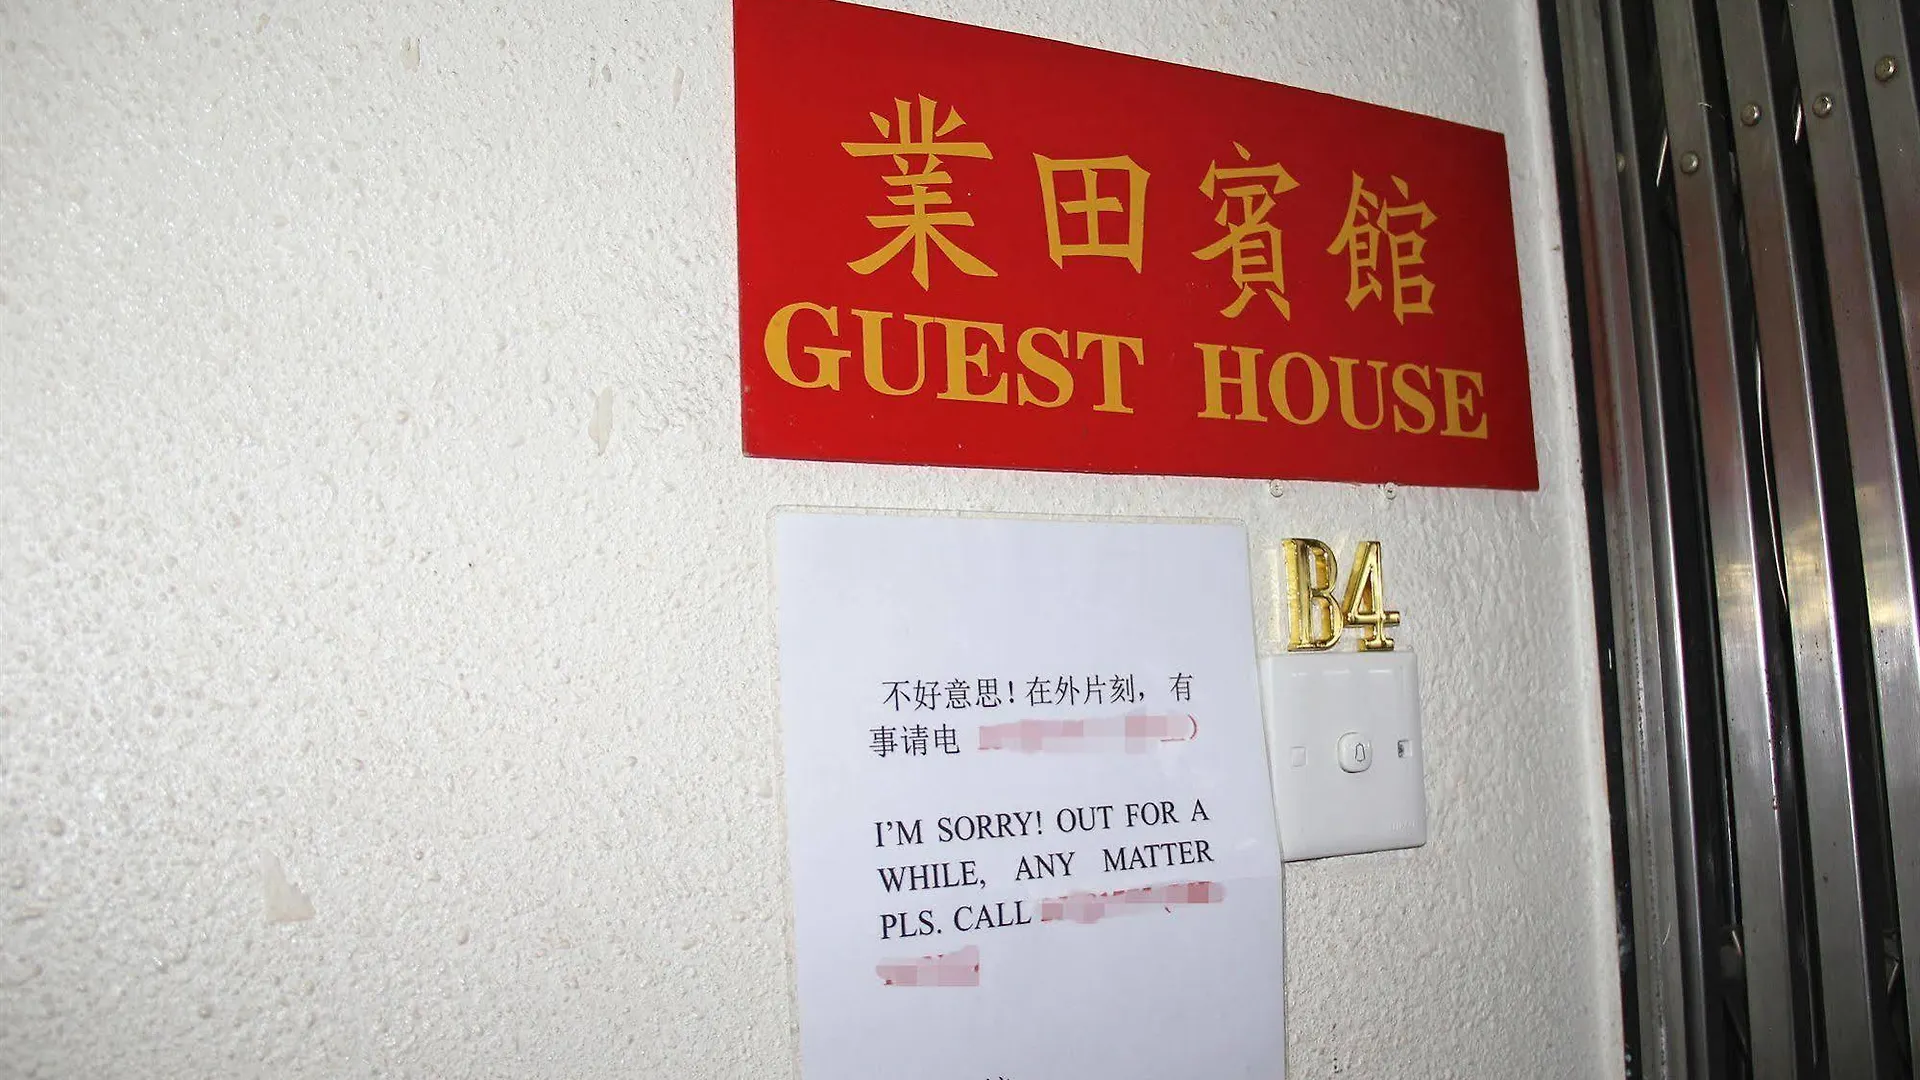 業田賓館
GUEST HOUSE
B4
不好意思！在外片刻，有
事请电
I'M SORRY! OUT FOR A
WHILE, ANY MATTER
PLS. CALL